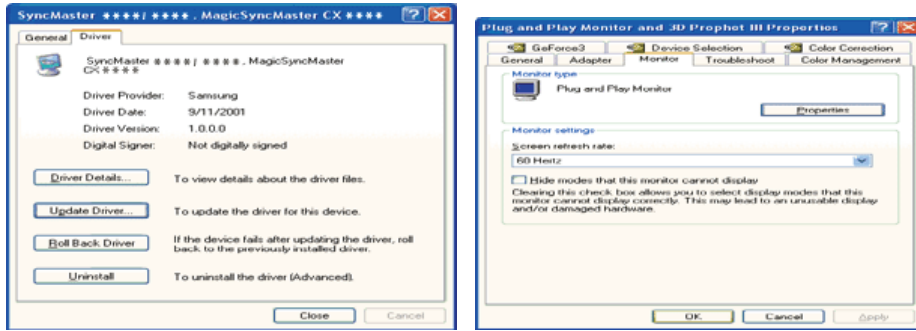 SyncMaster ****/ ****, MagicSyncMaster CX ****
General Driver
SyncMaster ****/ ****, MagicSyncMaster
CX****
Driver Provider: Samsung
Driver Date: 9/11/2001
Driver Version: 1.0.0.0
Digital Signer: Not digitally signed
Driver Details...
To view details about the driver files.
Update Driver...
To update the driver for this device.
Roll Back Driver
If the device fails after updating the driver, roll
back to the previously installed driver.
Uninstall
To uninstall the driver (Advanced).
Close Cancel
Plug and Play Monitor and 3D Prophet III Properties
GeForce3 Device Selection Color Correction
General Adapter Monitor Troubleshoot Color Management
Monitor type
Plug and Play Monitor
Properties
Monitor settings
Screen refresh rate:
60 Hertz
Hide modes that this monitor cannot display
Clearing this check box allows you to select display modes that this
monitor cannot display correctly. This may lead to an unusable display
and/or damaged hardware.
OK Cancel Apply